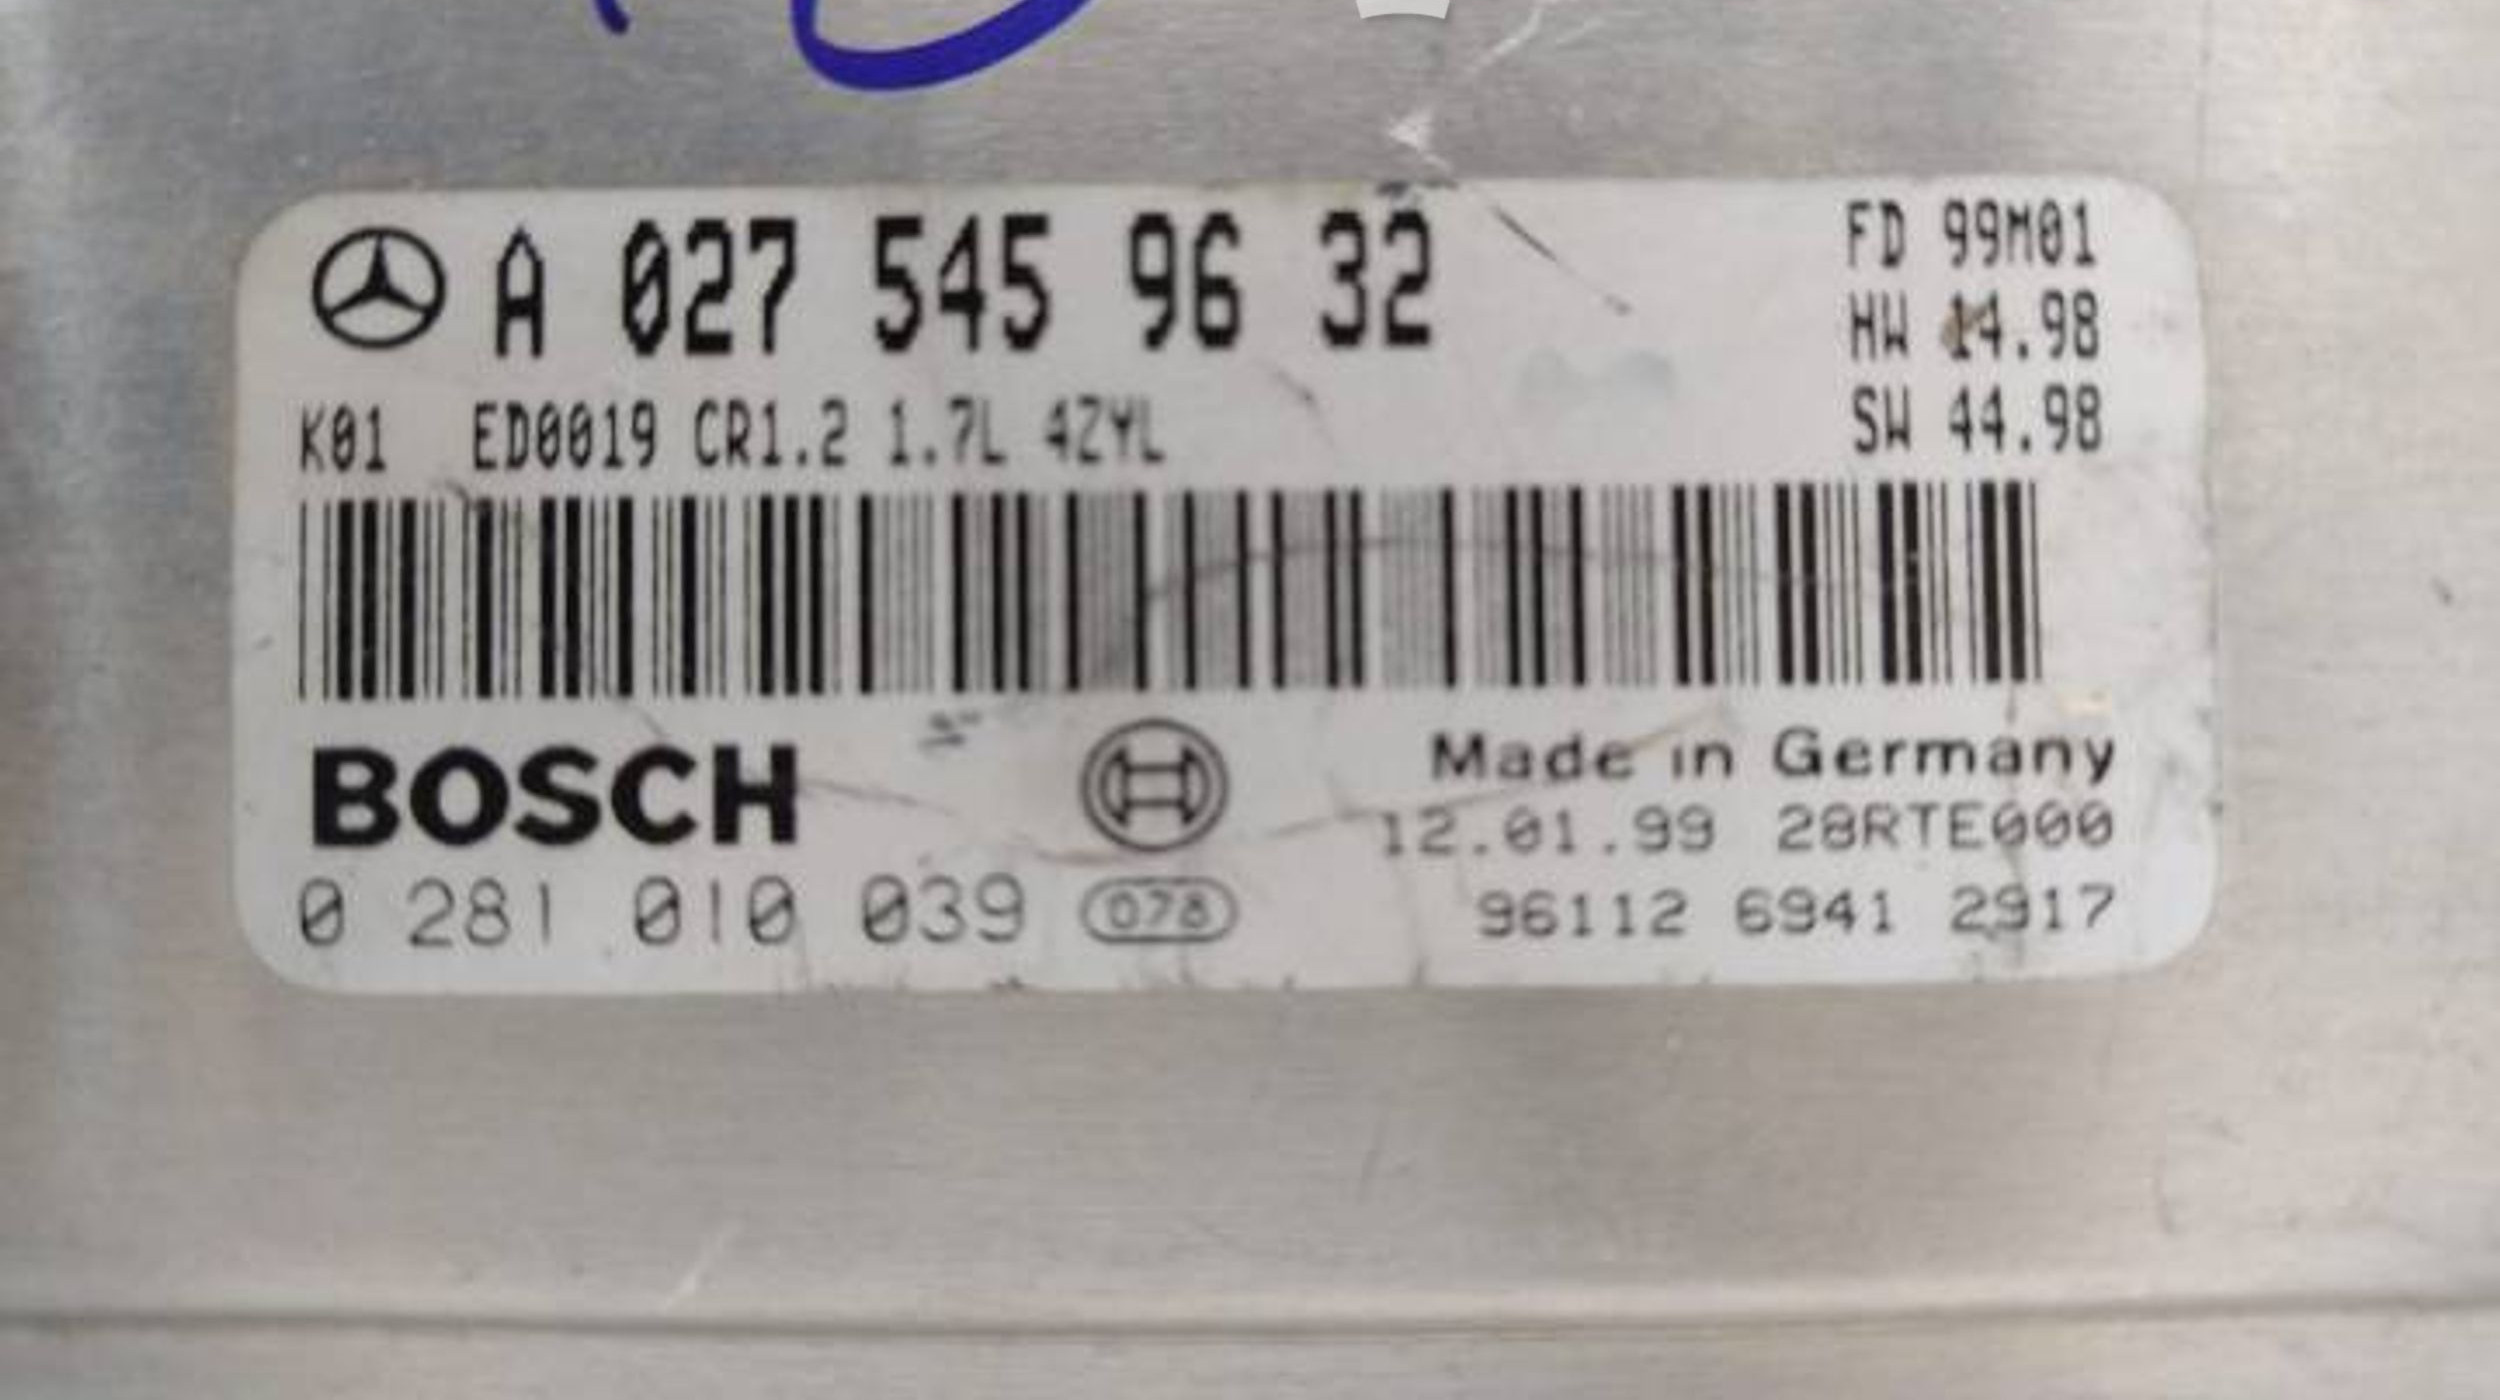 A 027 545 96 32
FD 99M01
HW 14.98
K01 ED0019 CR1.2 1.7L 4ZYL
SW 44.98
BOSCH
Made in Germany
12.01.99 28RTE000
0 281 010 039 078
96112 6941 2917